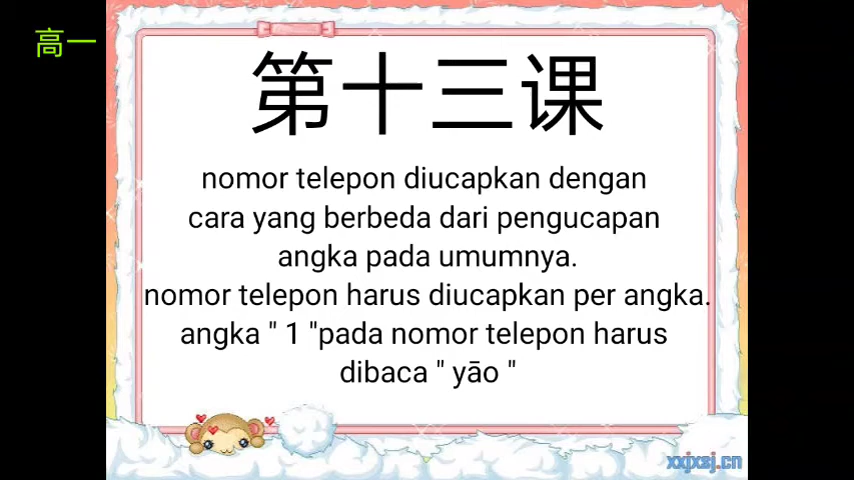 高一
第十三课
nomor telepon diucapkan dengan
cara yang berbeda dari pengucapan
angka pada umumnya.
nomor telepon harus diucapkan per angka.
angka " 1 "pada nomor telepon harus
dibaca " yāo "
xxjxsj.cn